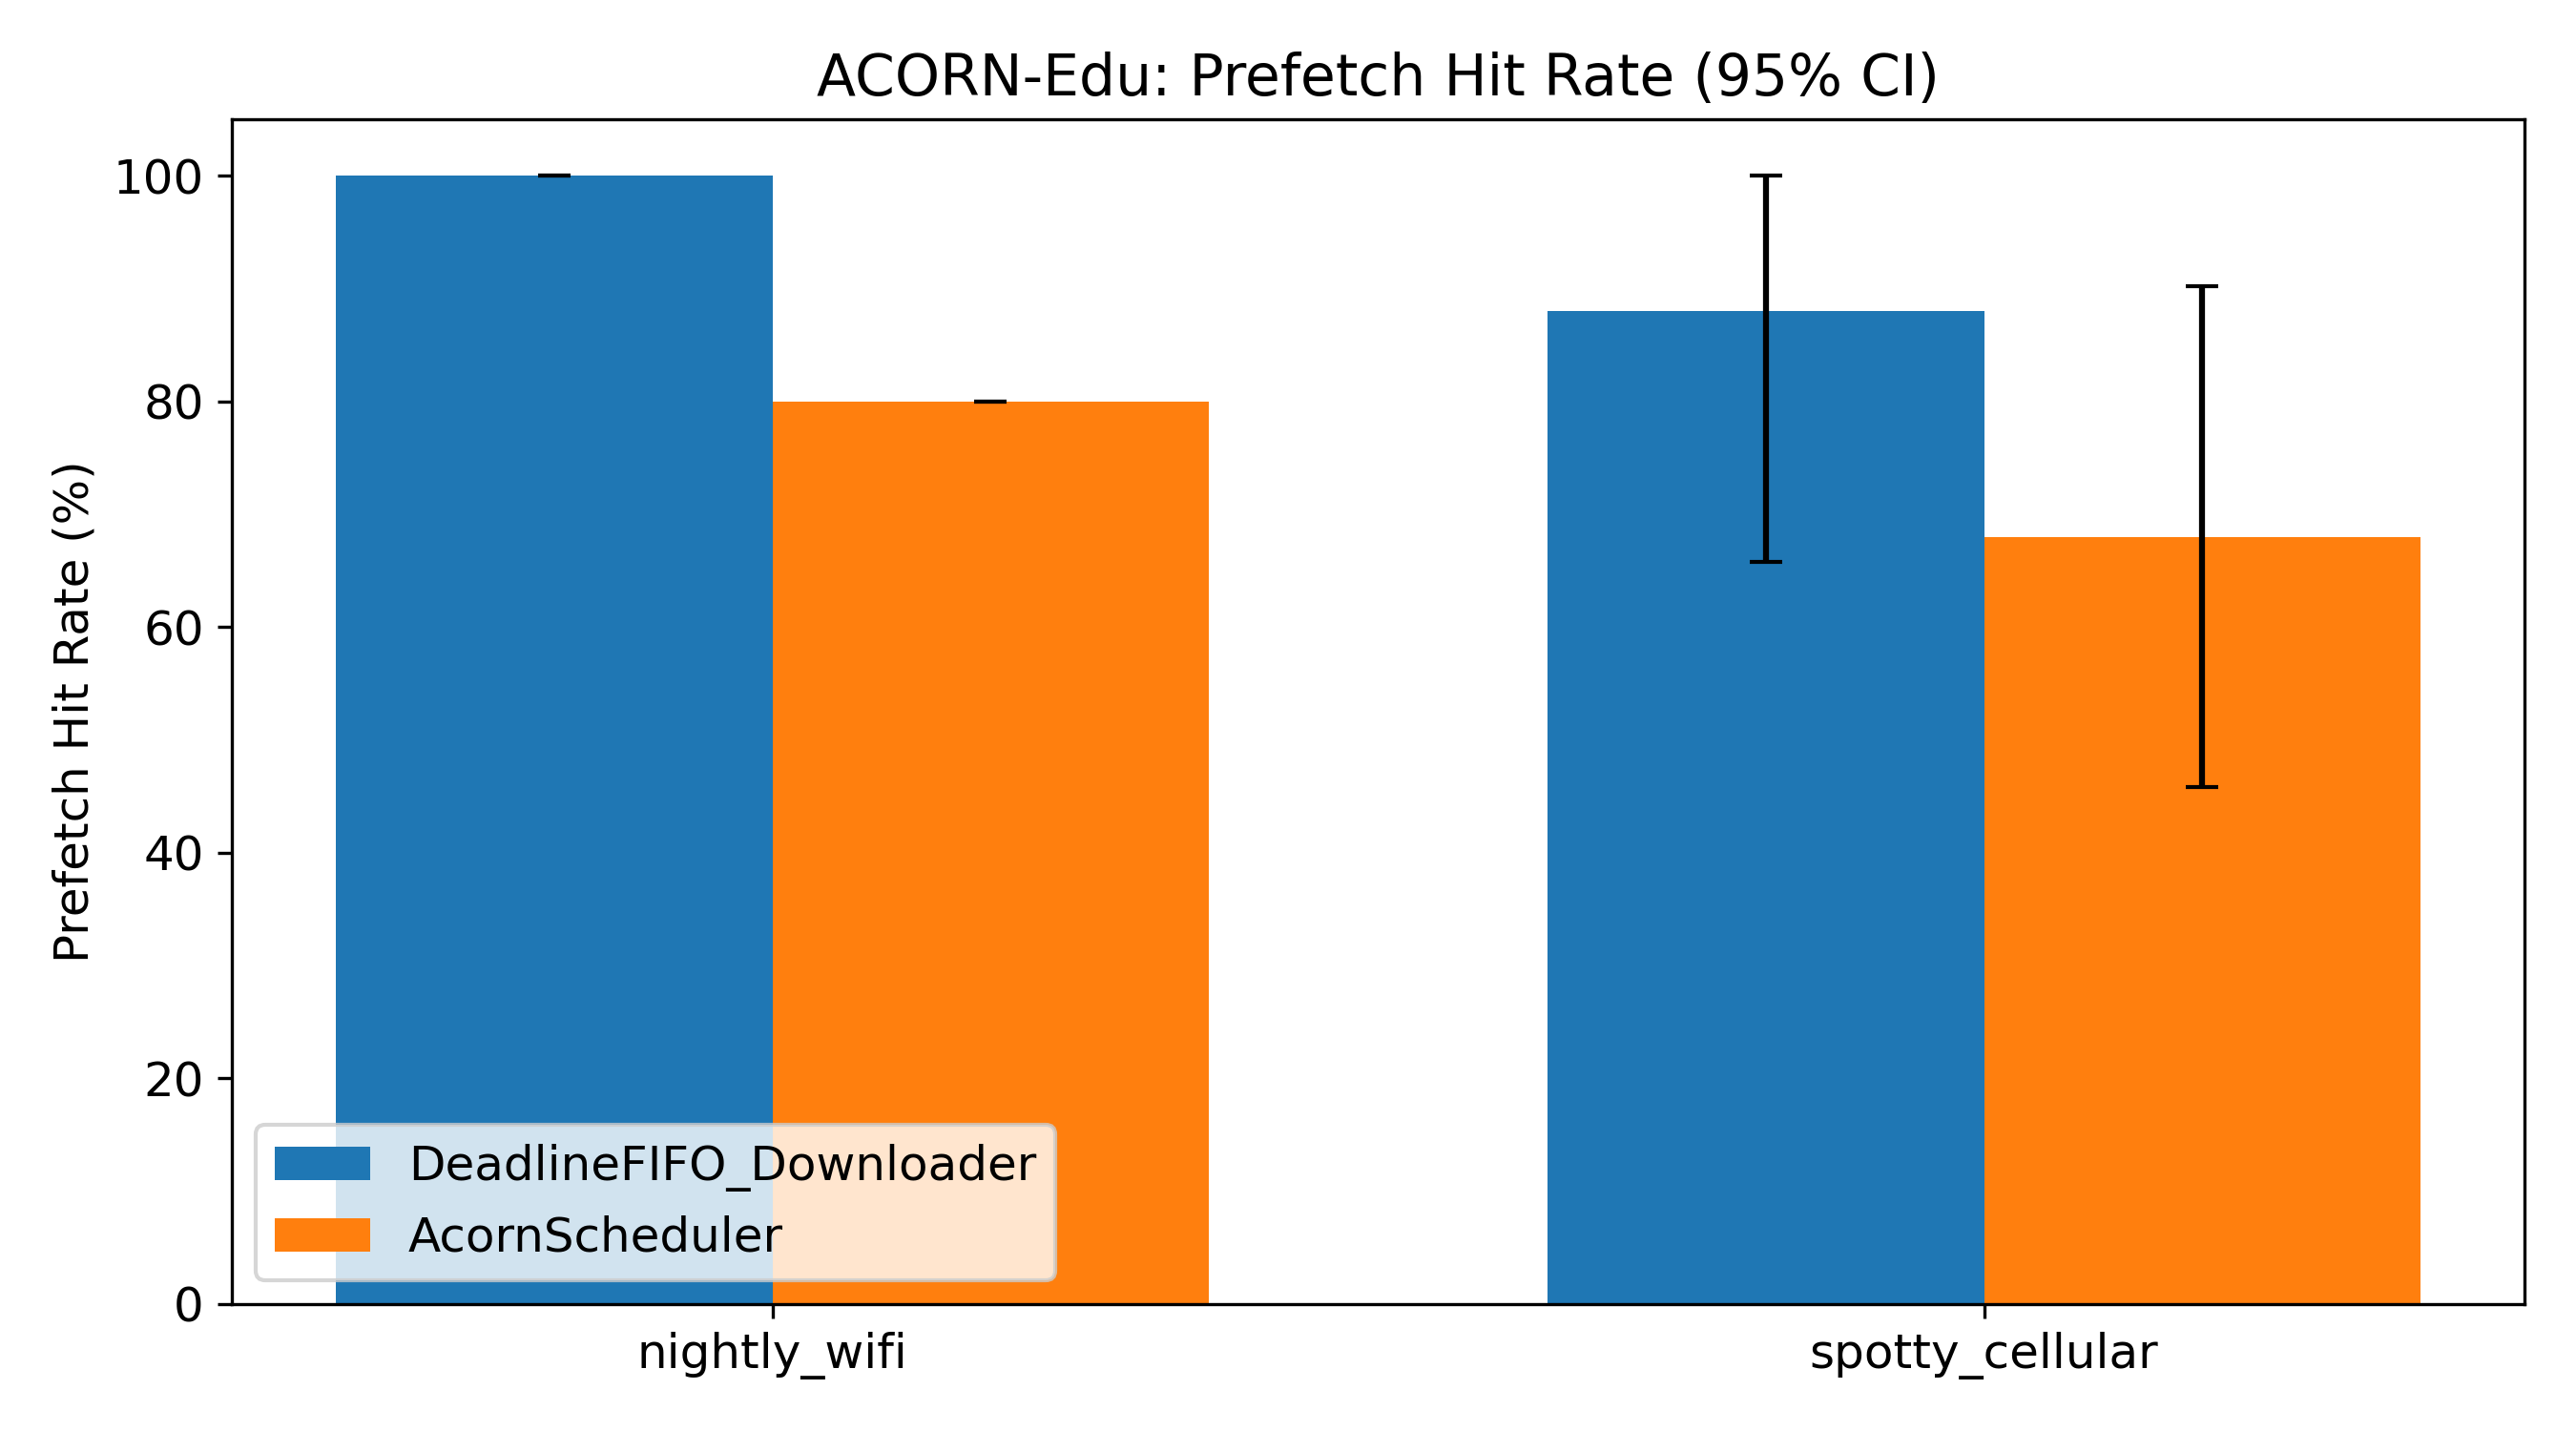 ACORN-Edu: Prefetch Hit Rate (95% CI)
Prefetch Hit Rate (%)
100
80
60
40
20
0
DeadlineFIFO_Downloader
AcornScheduler
nightly_wifi
spotty_cellular